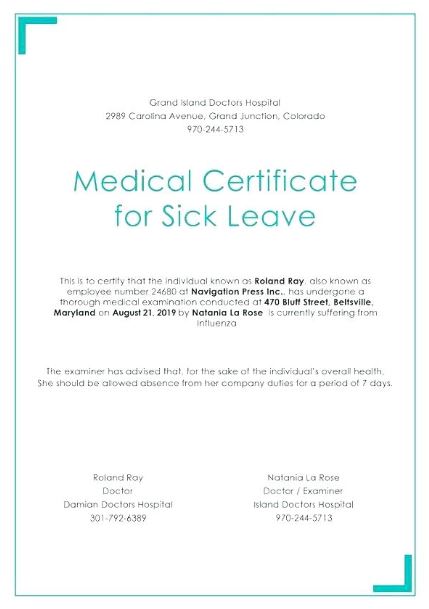 Grand Island Doctors Hospital
2989 Carolina Avenue, Grand Junction, Colorado
970-244-5713
Medical Certificate
for Sick Leave
This is to certify that the individual known as Roland Ray, also known as
employee number 24680 at Navigation Press Inc., has undergone a
thorough medical examination conducted at 470 Bluff Street, Beltsville,
Maryland on August 21, 2019 by Natania La Rose is currently suffering from
Influenza
The examiner has advised that, for the sake of the individual's overall health,
She should be allowed absence from her company duties for a period of 7 days.
Roland Ray
Doctor
Damian Doctors Hospital
301-792-6389
Natania La Rose
Doctor / Examiner
Island Doctors Hospital
970-244-5713